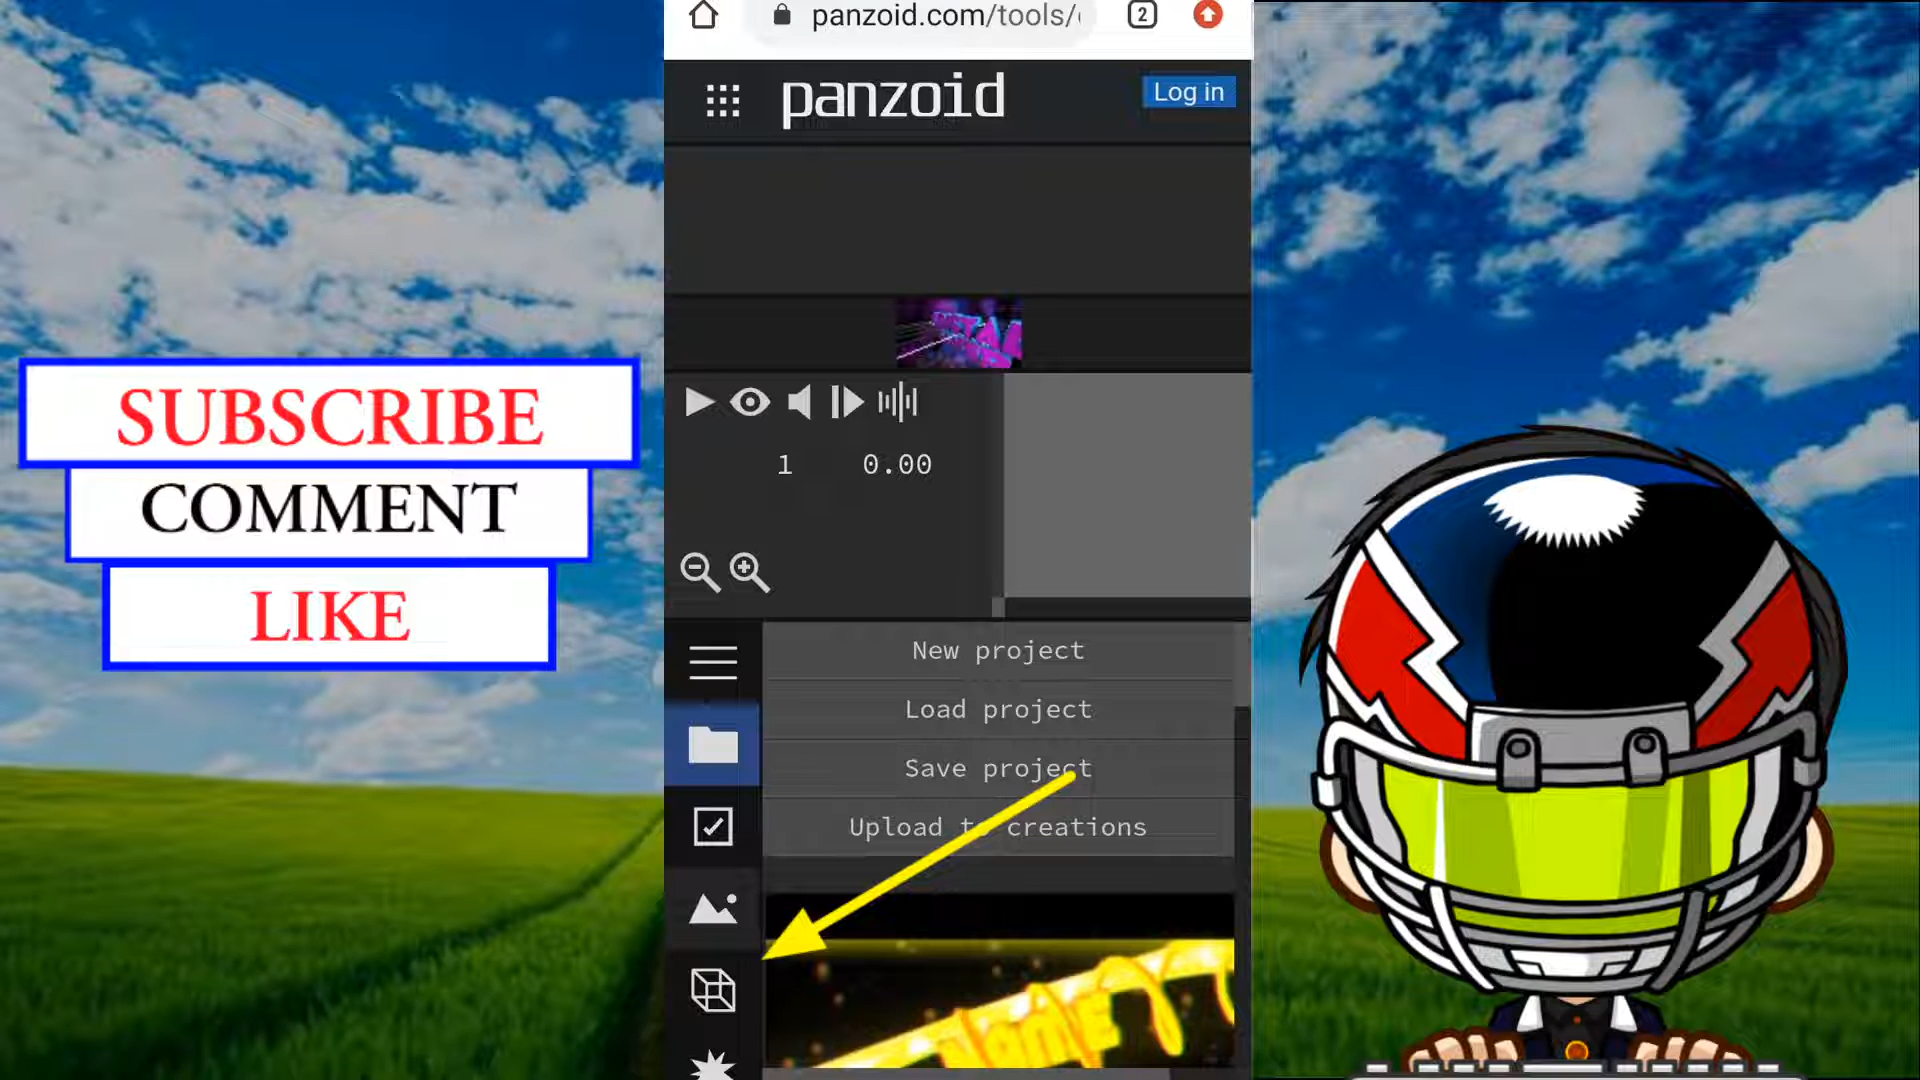 SUBSCRIBE
COMMENT
LIKE
panzoid.com/tools/
2
panzoid
Log in
1 0.00
New project
Load project
Save project
Upload to creations
Name